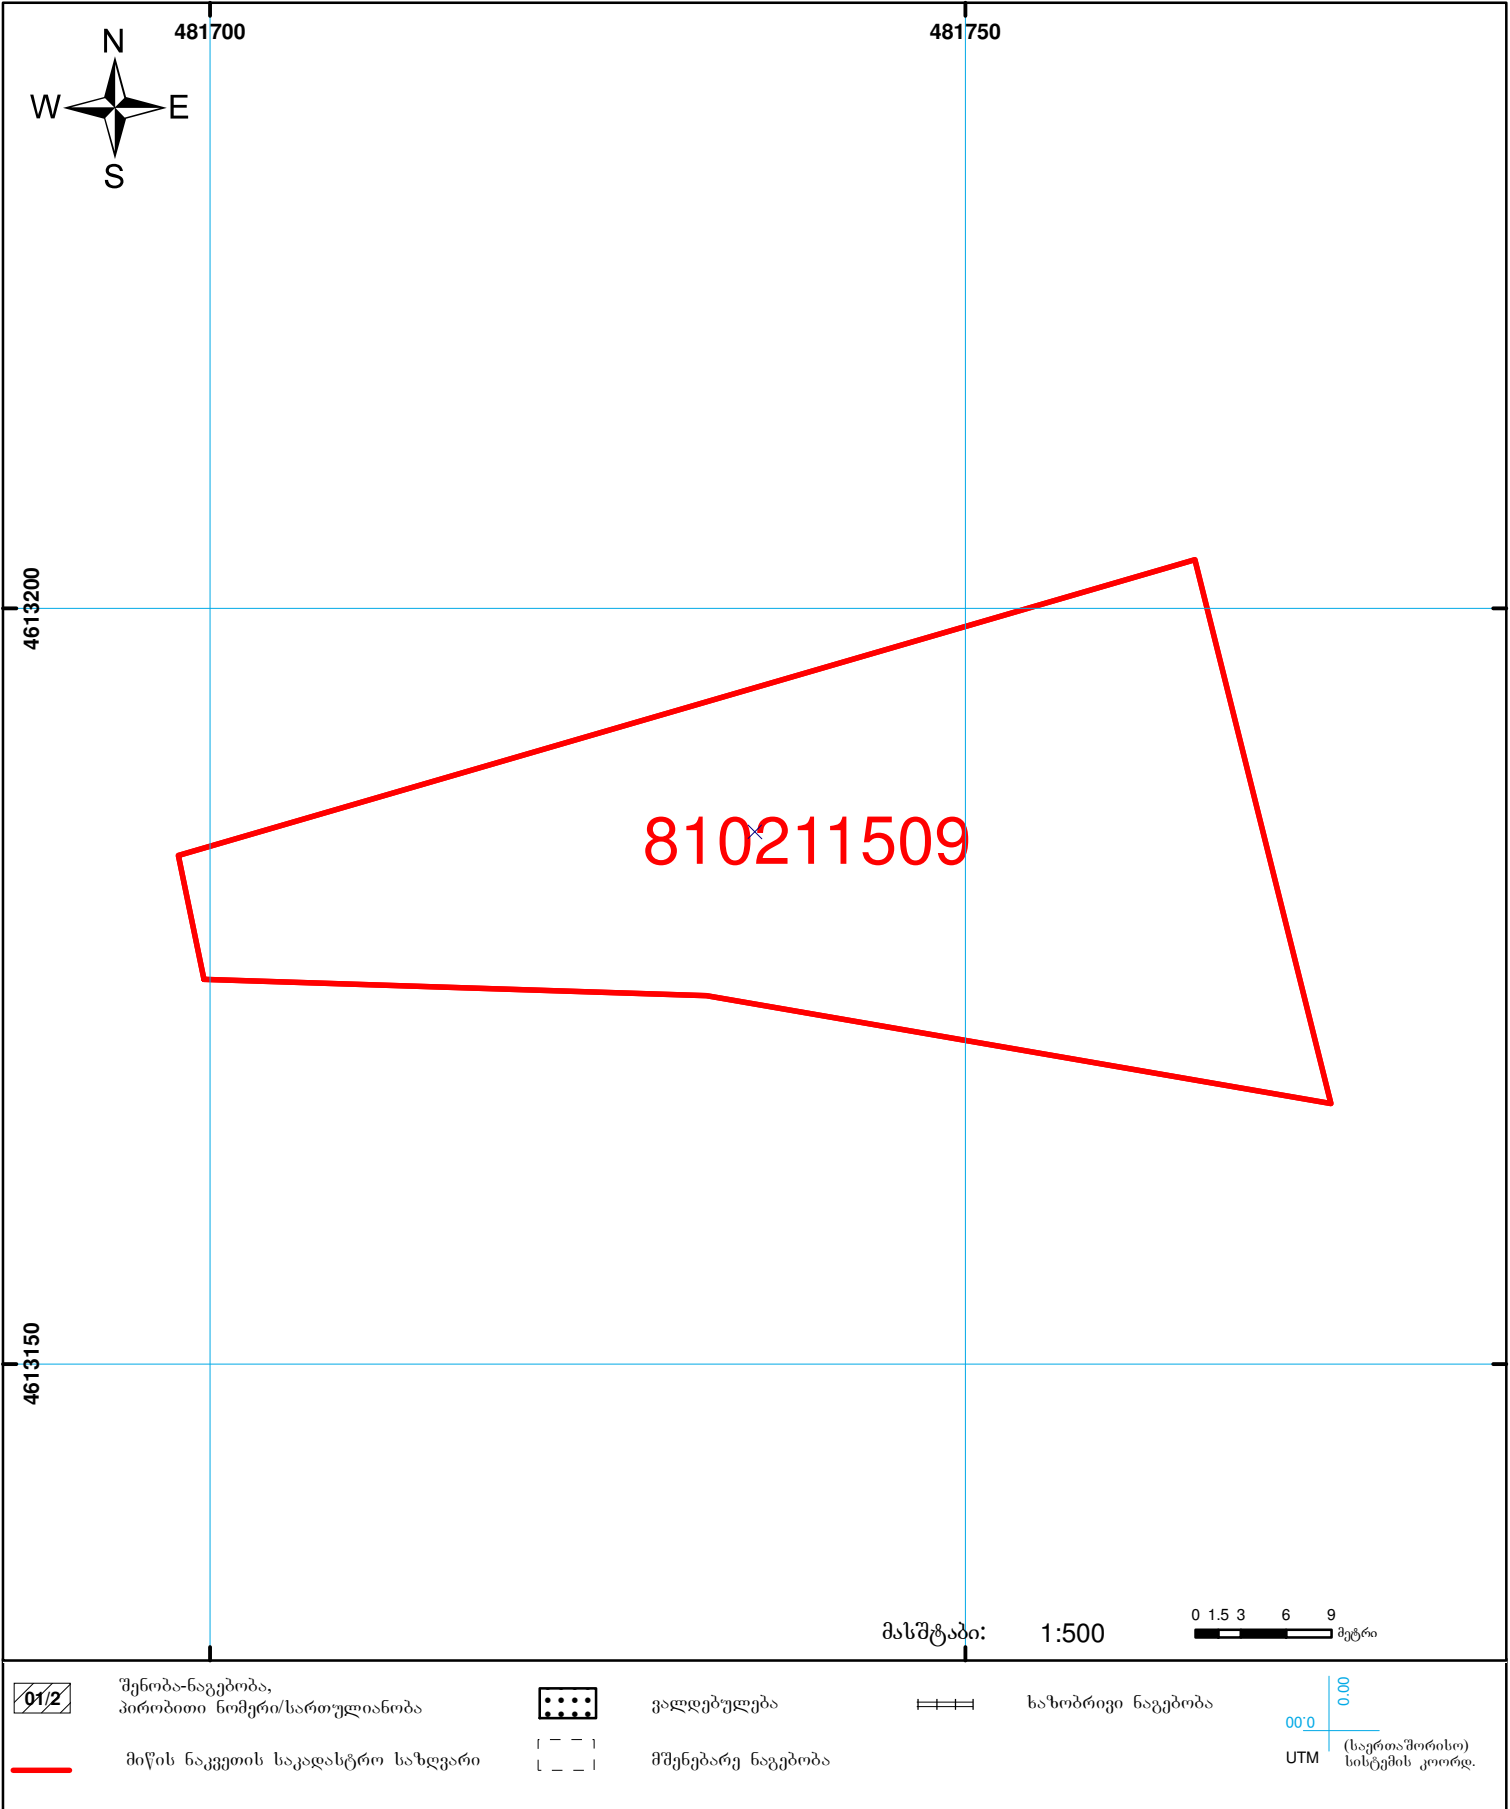 481700
481750
N
W E
S
4613200
810211509
4613150
მასშტაბი: 1:500
0 1.5 3 6 9
მეტრი
01/2
შენობა-ნაგებობა,
პირობითი ნომერი/სართულიანობა
ვალდებულება
ხაზობრივი ნაგებობა
მიწის ნაკვეთის საკადასტრო საზღვარი
მშენებარე ნაგებობა
0.00
00.0
UTM
(საერთაშორისო)
სისტემის კოორდ.